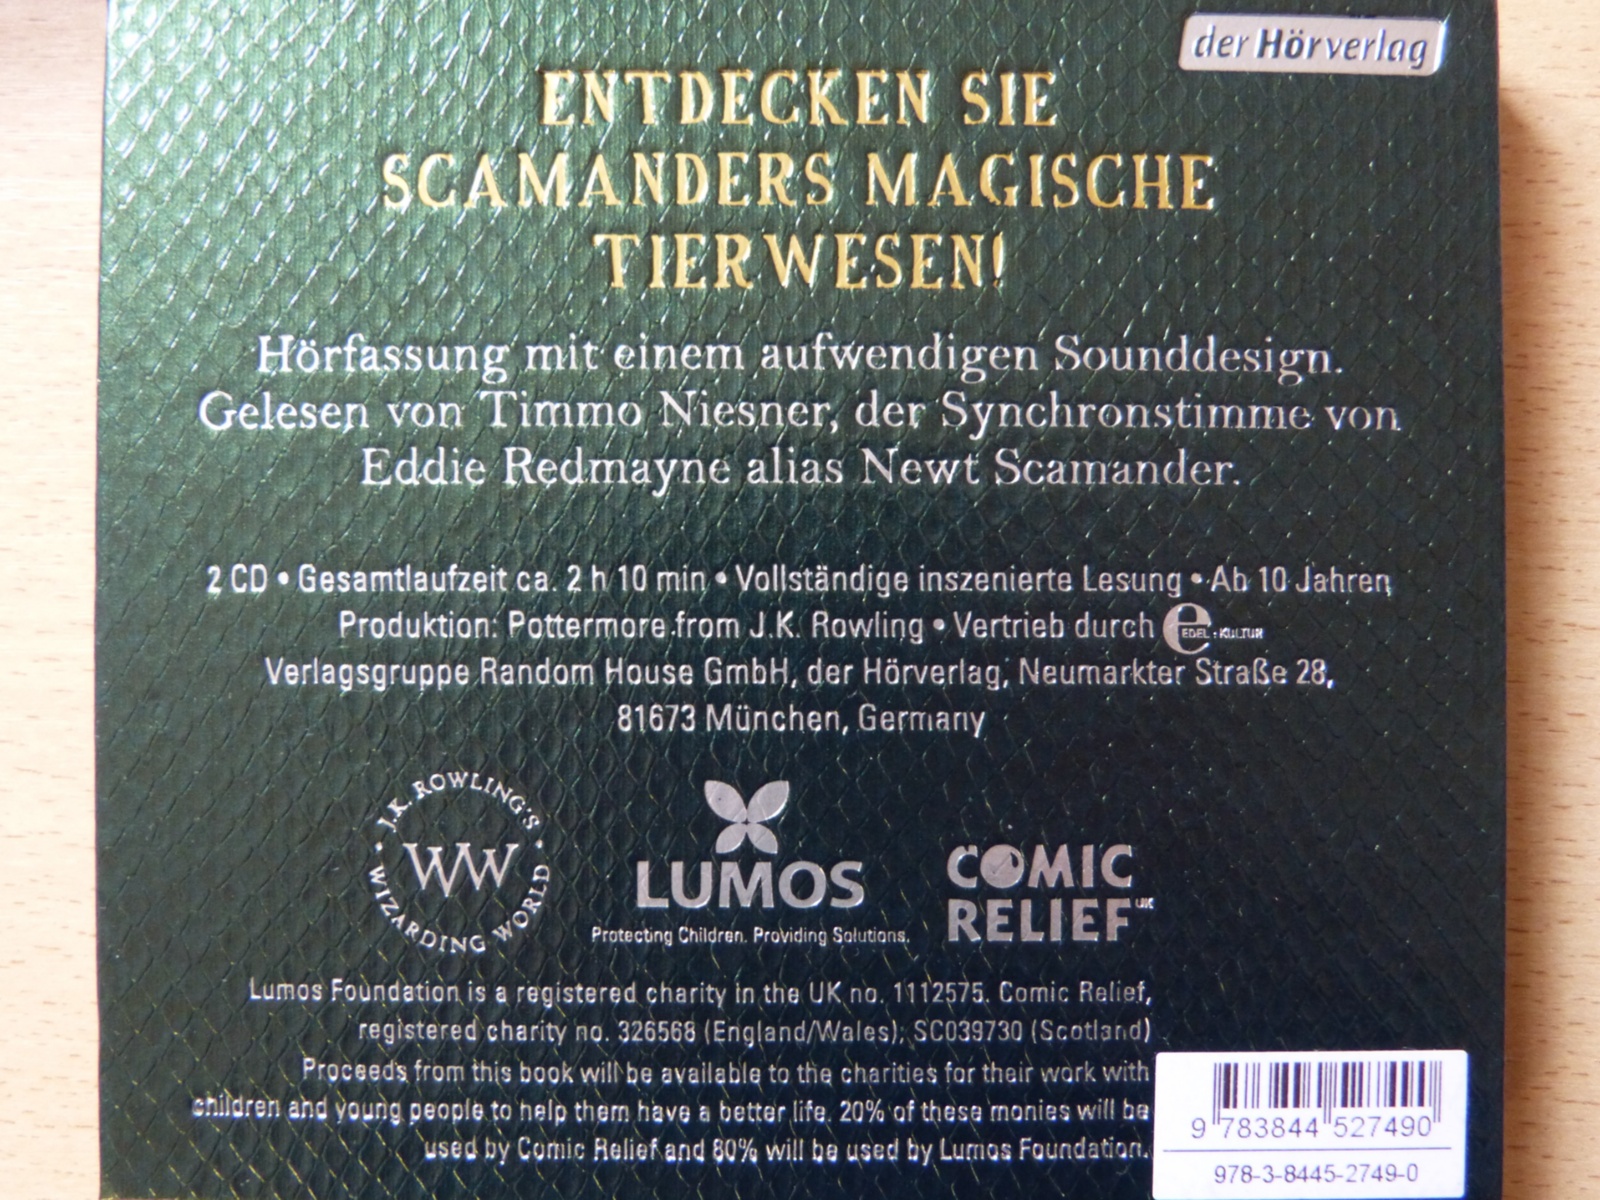 der Hörverlag
ENTDECKEN SIE
SCAMANDERS MAGISCHE
TIERWESEN!
Hörfassung mit einem aufwendigen Sounddesign.
Gelesen von Timmo Niesner, der Synchronstimme von
Eddie Redmayne alias Newt Scamander.
2 CD • Gesamtlaufzeit ca. 2 h 10 min • Vollständige inszenierte Lesung • Ab 10 Jahren
Produktion: Pottermore from J.K. Rowling • Vertrieb durch e EDEL:KULTUR
Verlagsgruppe Random House GmbH, der Hörverlag, Neumarkter Straße 28,
81673 München, Germany
• J.K. ROWLING'S •
WW
WIZARDING WORLD
LUMOS
Protecting Children. Providing Solutions.
COMIC
RELIEF UK
Lumos Foundation is a registered charity in the UK no. 1112575. Comic Relief,
registered charity no. 326568 (England/Wales); SC039730 (Scotland)
Proceeds from this book will be available to the charities for their work with
children and young people to help them have a better life. 20% of these monies will be
used by Comic Relief and 80% will be used by Lumos Foundation.
9 783844 527490
978-3-8445-2749-0